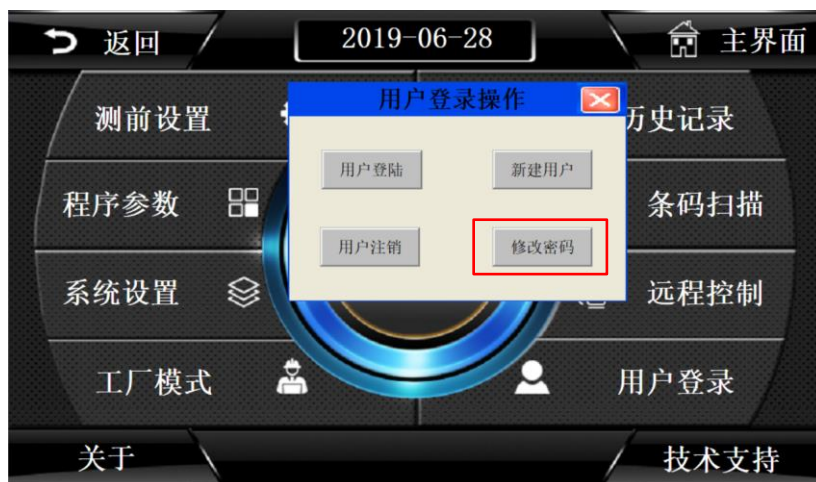 返回
2019-06-28
主界面
用户登录操作
测前设置
历史记录
用户登陆
新建用户
程序参数
条码扫描
用户注销
修改密码
系统设置
远程控制
工厂模式
用户登录
关于
技术支持